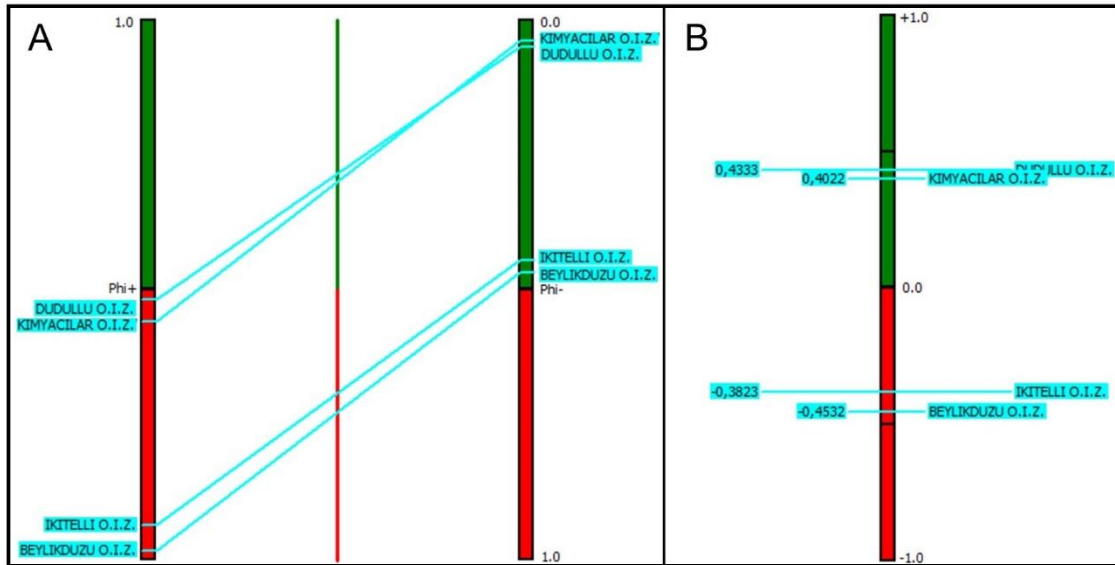 A
1.0
Phi+
DUDULLU O.I.Z.
KIMYACILAR O.I.Z.
IKITELLI O.I.Z.
BEYLIKDUZU O.I.Z.
0.0
KIMYACILAR O.I.Z.
DUDULLU O.I.Z.
IKITELLI O.I.Z.
BEYLIKDUZU O.I.Z.
Phi-
1.0
B
+1.0
0,4333 DUDULLU O.I.Z.
0,4022 KIMYACILAR O.I.Z.
0.0
-0,3823 IKITELLI O.I.Z.
-0,4532 BEYLIKDUZU O.I.Z.
-1.0